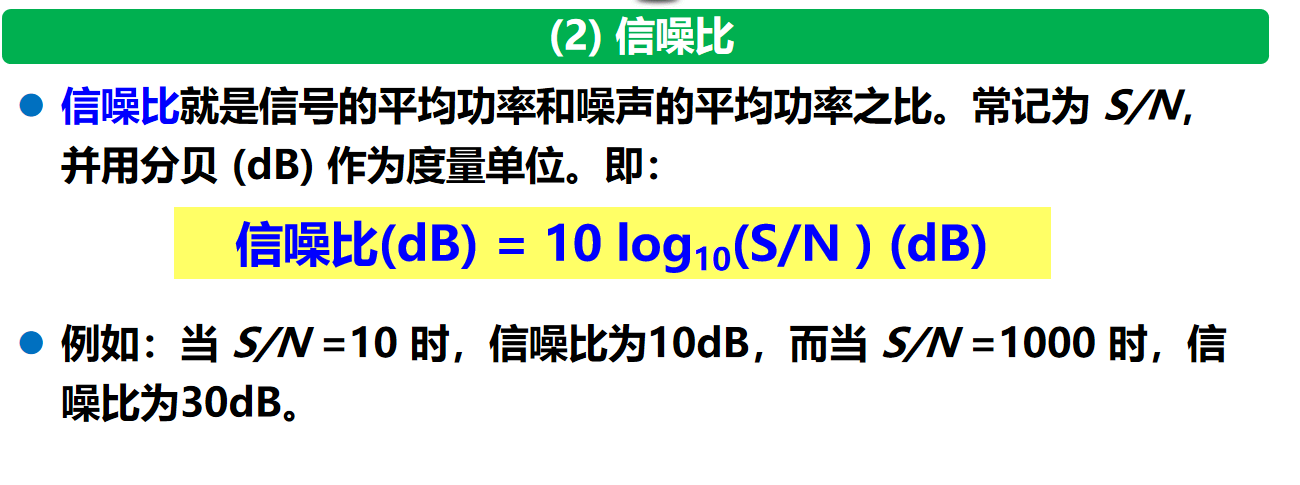 (2) 信噪比
● 信噪比就是信号的平均功率和噪声的平均功率之比。常记为 S/N,
并用分贝 (dB) 作为度量单位。即：
信噪比(dB) = 10 log₁₀(S/N ) (dB)
● 例如：当 S/N =10 时，信噪比为10dB，而当 S/N =1000 时，信
噪比为30dB。